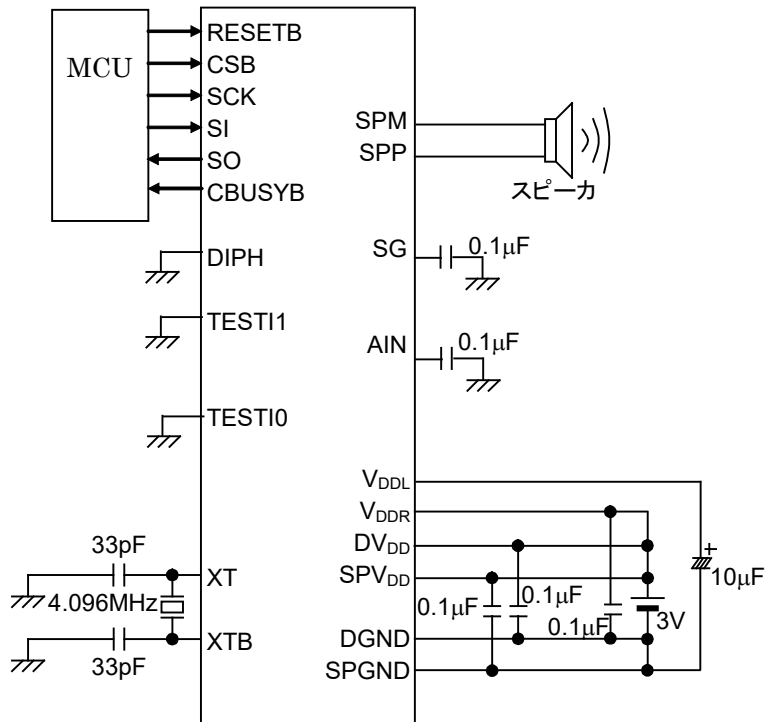 MCU
RESETB
CSB
SCK
SI
SO
CBUSYB
DIPH
TESTI1
TESTI0
33pF
XT
4.096MHz
XTB
33pF
SPM
SPP
スピーカ
SG
0.1μF
AIN
0.1μF
VDDL
VDDR
DVDD
SPVDD
DGND
SPGND
0.1μF
0.1μF
0.1μF
3V
+
10μF